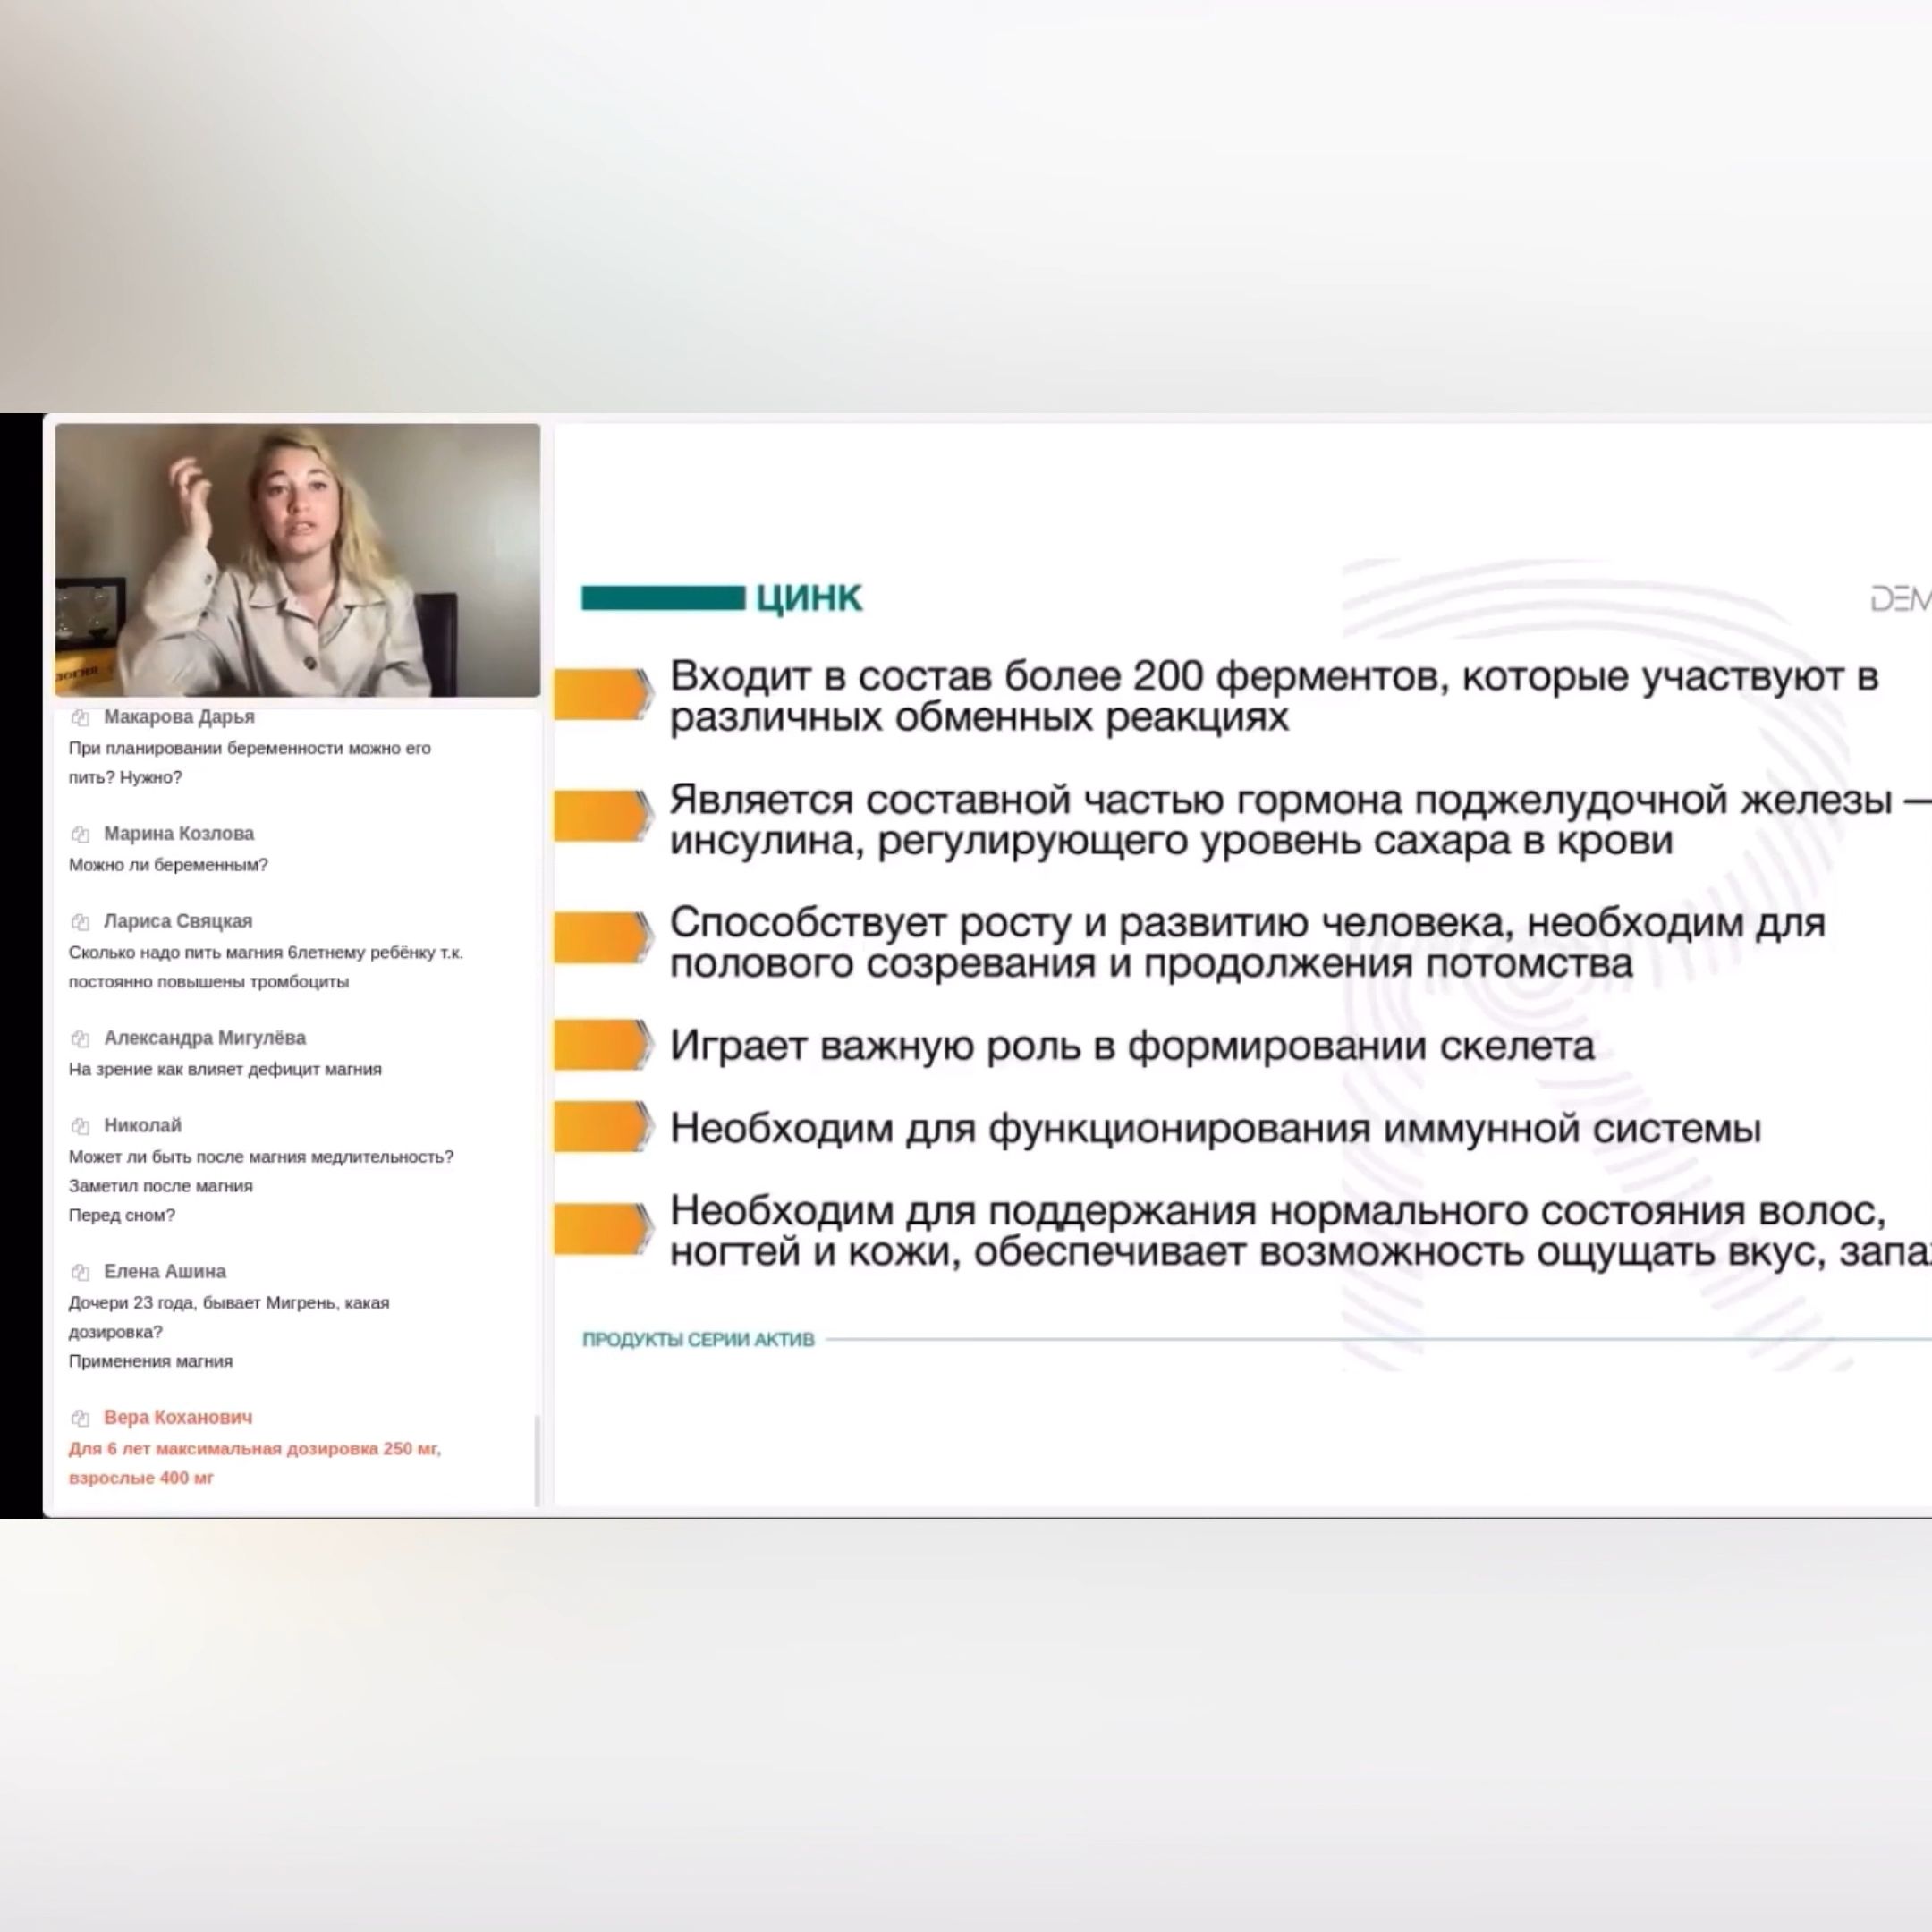 ЛОГИЯ
Макарова Дарья
При планировании беременности можно его
пить? Нужно?
Марина Козлова
Можно ли беременным?
Лариса Свяцкая
Сколько надо пить магния 6летнему ребёнку т.к.
постоянно повышены тромбоциты
Александра Мигулёва
На зрение как влияет дефицит магния
Николай
Может ли быть после магния медлительность?
Заметил после магния
Перед сном?
Елена Ашина
Дочери 23 года, бывает Мигрень, какая
дозировка?
Применения магния
Вера Коханович
Для 6 лет максимальная дозировка 250 мг,
взрослые 400 мг
ЦИНК
DEM
Входит в состав более 200 ферментов, которые участвуют в
различных обменных реакциях
Является составной частью гормона поджелудочной железы —
инсулина, регулирующего уровень сахара в крови
Способствует росту и развитию человека, необходим для
полового созревания и продолжения потомства
Играет важную роль в формировании скелета
Необходим для функционирования иммунной системы
Необходим для поддержания нормального состояния волос,
ногтей и кожи, обеспечивает возможность ощущать вкус, запа
ПРОДУКТЫ СЕРИИ АКТИВ